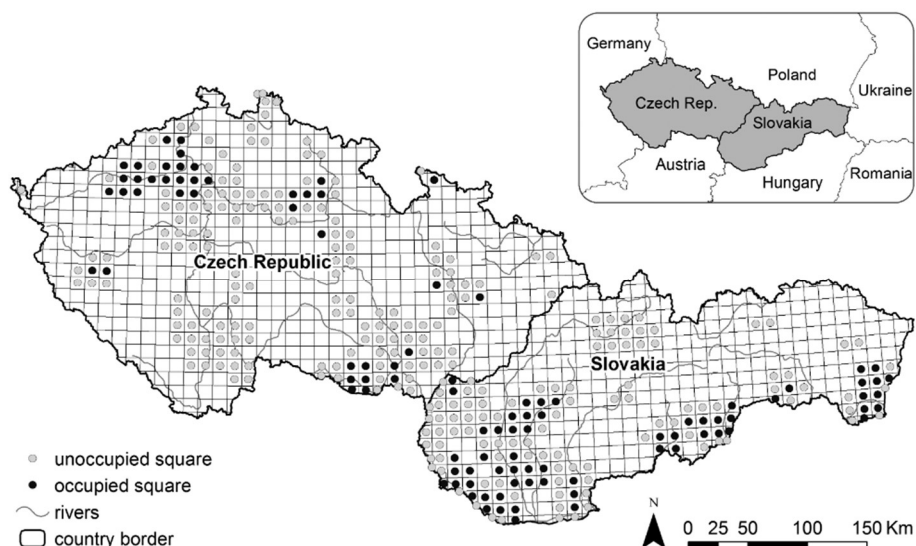 Germany
Poland
Ukraine
Czech Rep.
Slovakia
Austria
Hungary
Romania
Czech Republic
Slovakia
unoccupied square
occupied square
rivers
country border
N
0 25 50 100 150 Km